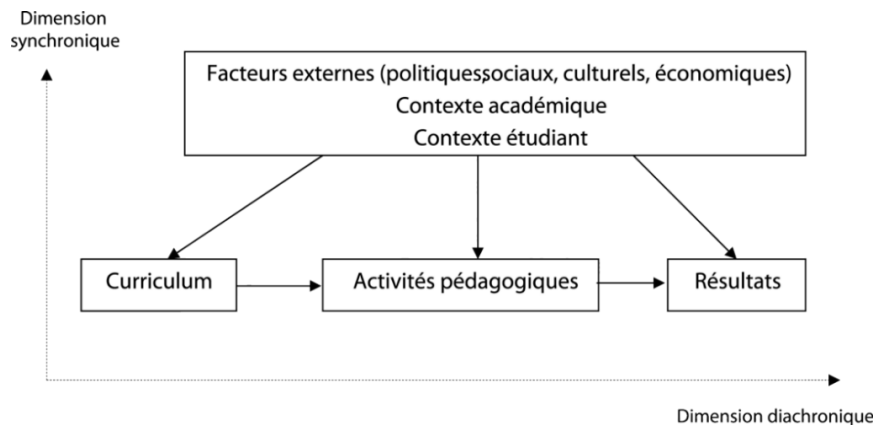 Dimension
synchronique
Facteurs externes (politiques,sociaux, culturels, économiques)
Contexte académique
Contexte étudiant
Curriculum
Activités pédagogiques
Résultats
Dimension diachronique